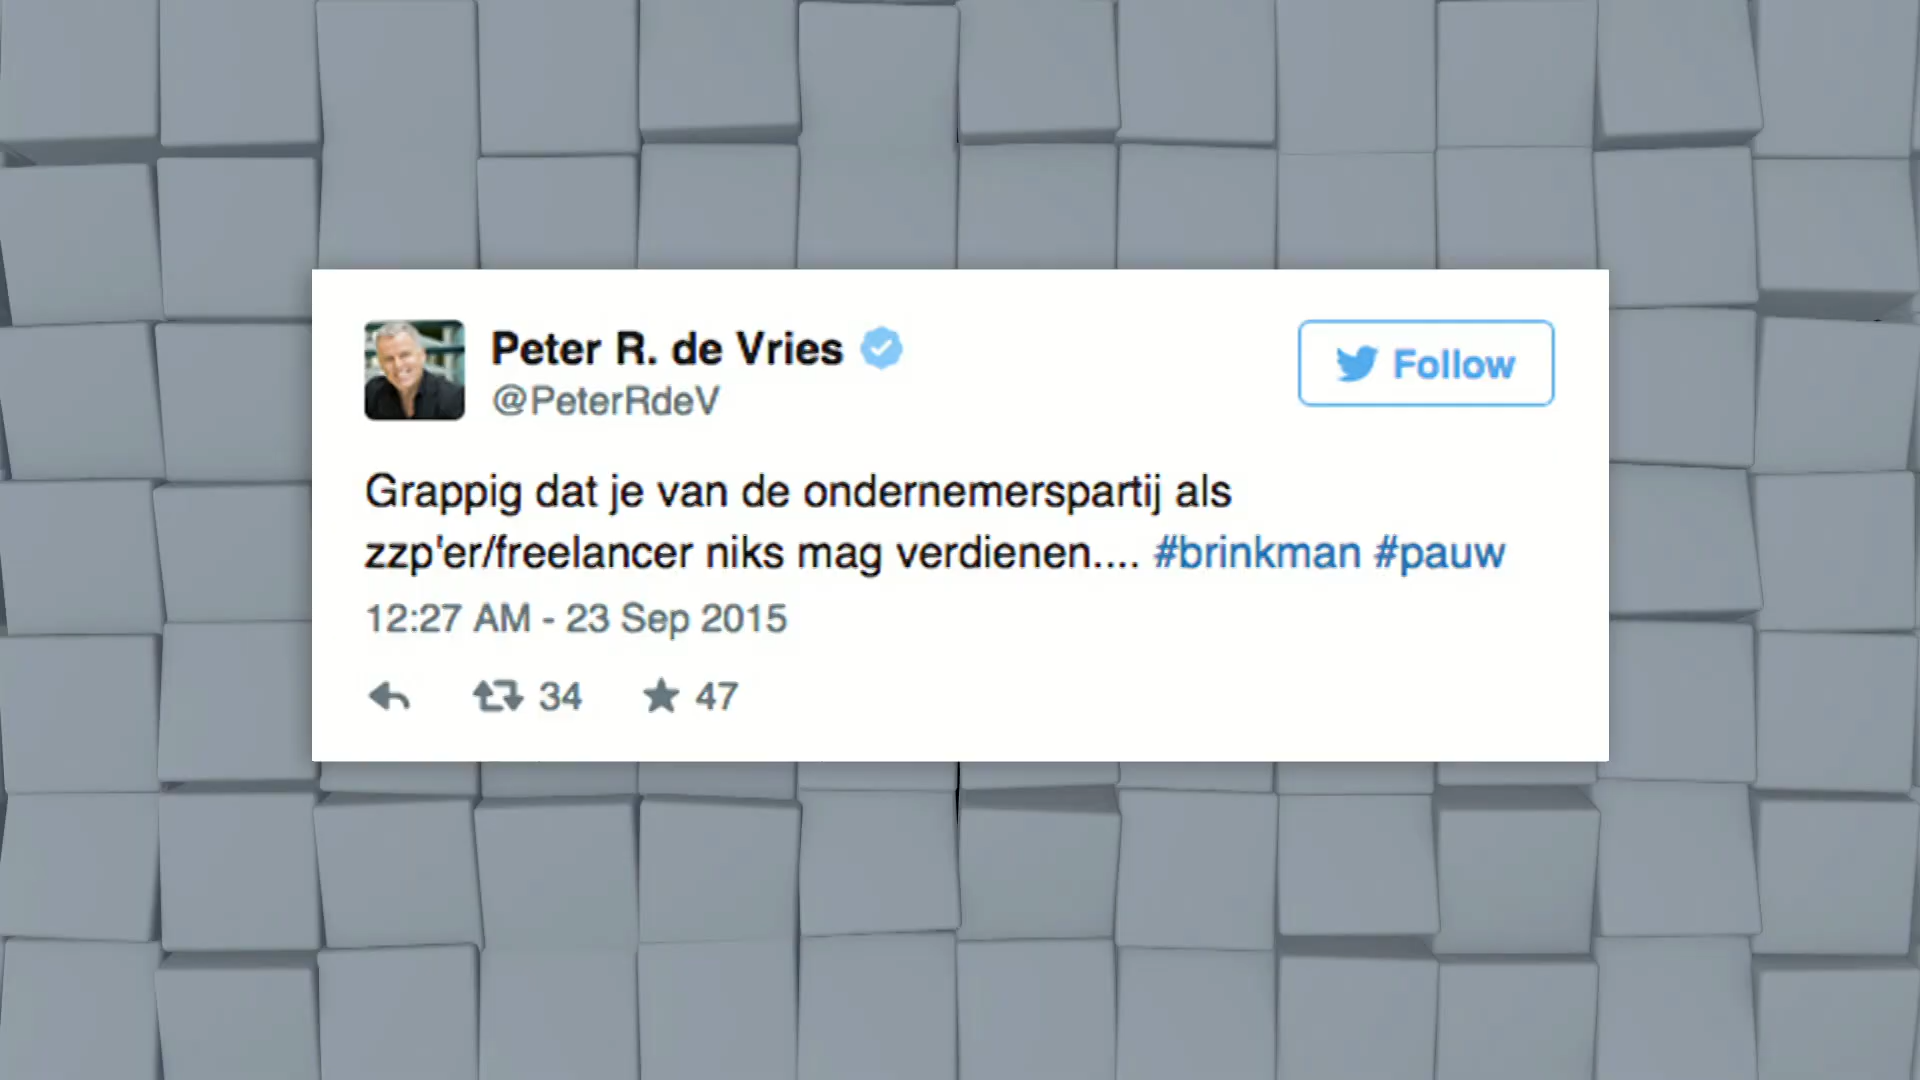 Peter R. de Vries
@PeterRdeV
Follow
Grappig dat je van de ondernemerspartij als
zzp'er/freelancer niks mag verdienen.... #brinkman #pauw
12:27 AM - 23 Sep 2015
34 47